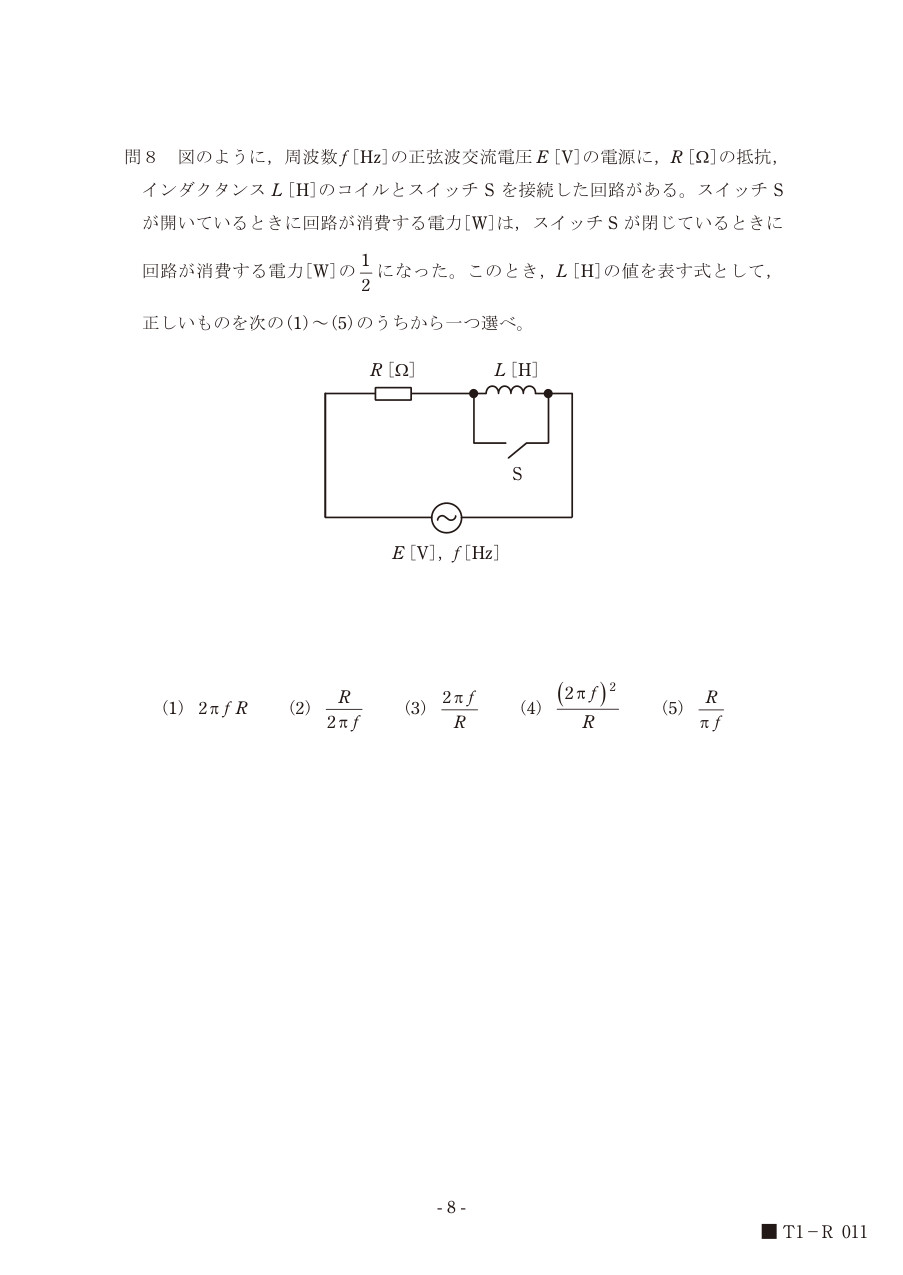 問８　図のように，周波数f [Hz]の正弦波交流電圧 E [V]の電源に，R [Ω]の抵抗，
インダクタンス L [H]のコイルとスイッチ S を接続した回路がある。スイッチ S
が開いているときに回路が消費する電力[W]は，スイッチ S が閉じているときに
回路が消費する電力[W]の 1/2 になった。このとき，L [H]の値を表す式として，
正しいものを次の(1)～(5)のうちから一つ選べ。
R [Ω]　L [H]
S
E [V]，f [Hz]
(1) 2πfR　(2) R/2πf　(3) 2πf/R　(4) (2πf)²/R　(5) R/πf
- 8 -
■ T1－R 011